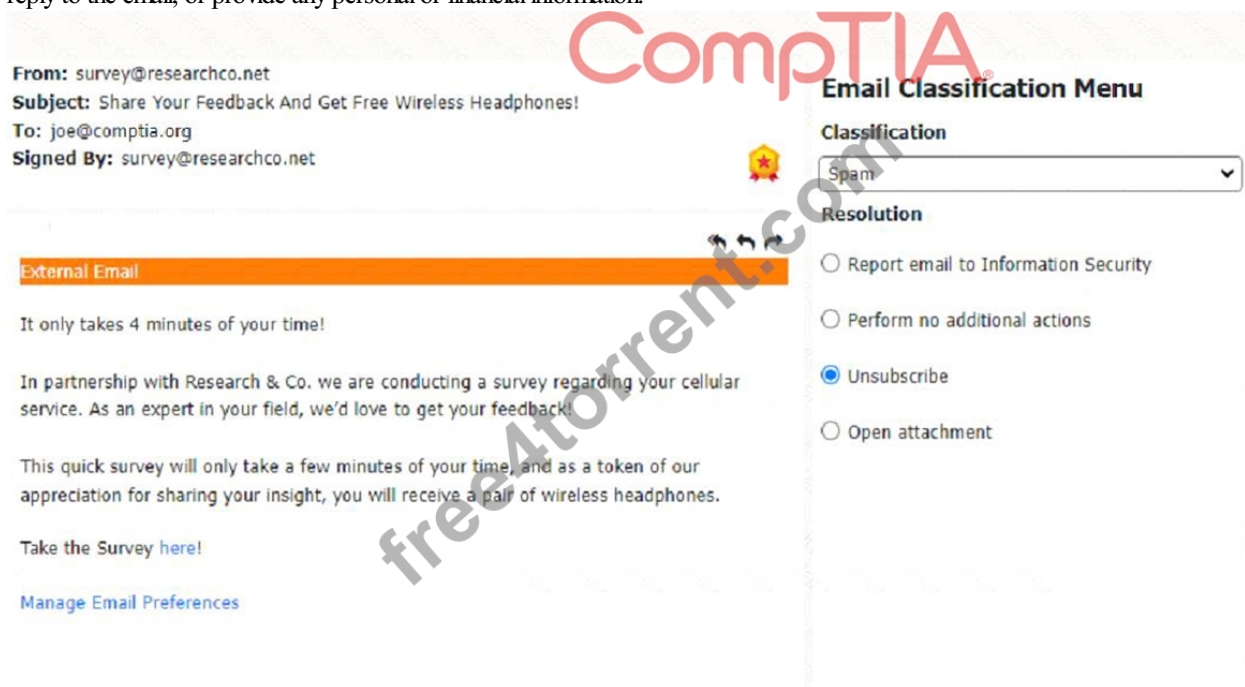 reply to the email, or provide any personal or financial information.
CompTIA®
From: survey@researchco.net
Subject: Share Your Feedback And Get Free Wireless Headphones!
To: joe@comptia.org
Signed By: survey@researchco.net
External Email
It only takes 4 minutes of your time!
In partnership with Research & Co. we are conducting a survey regarding your cellular
service. As an expert in your field, we'd love to get your feedback!
This quick survey will only take a few minutes of your time, and as a token of our
appreciation for sharing your insight, you will receive a pair of wireless headphones.
Take the Survey here!
Manage Email Preferences
Email Classification Menu
Classification
Spam
Resolution
Report email to Information Security
Perform no additional actions
Unsubscribe
Open attachment
free4torrent.com